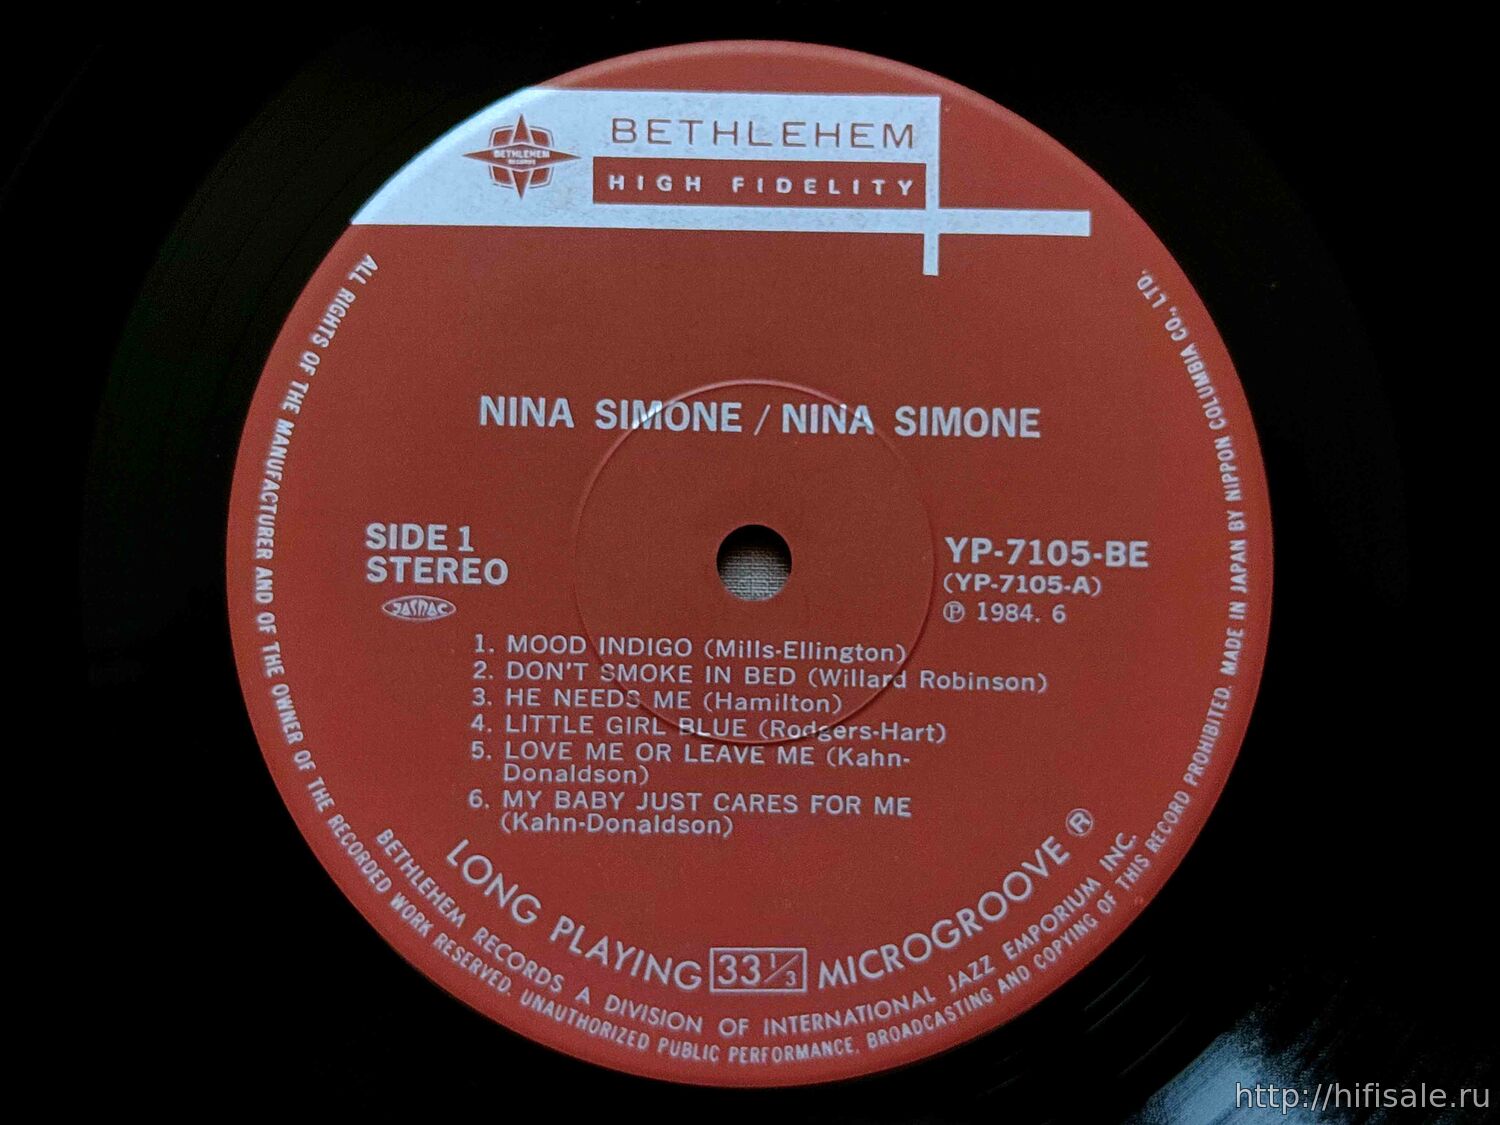 BETHLEHEM
RECORDS
BETHLEHEM
HIGH FIDELITY
NINA SIMONE / NINA SIMONE
SIDE 1
STEREO
JASRAC
YP-7105-BE
(YP-7105-A)
℗ 1984. 6
1. MOOD INDIGO (Mills-Ellington)
2. DON'T SMOKE IN BED (Willard Robinson)
3. HE NEEDS ME (Hamilton)
4. LITTLE GIRL BLUE (Rodgers-Hart)
5. LOVE ME OR LEAVE ME (Kahn-
Donaldson)
6. MY BABY JUST CARES FOR ME
(Kahn-Donaldson)
LONG PLAYING 33 1/3 MICROGROOVE ®
BETHLEHEM RECORDS A DIVISION OF INTERNATIONAL JAZZ EMPORIUM INC.
ALL RIGHTS OF THE MANUFACTURER AND OF THE OWNER OF THE RECORDED WORK RESERVED. UNAUTHORIZED PUBLIC PERFORMANCE, BROADCASTING AND COPYING OF THIS RECORD PROHIBITED. MADE IN JAPAN BY NIPPON COLUMBIA CO., LTD.
http://hifisale.ru